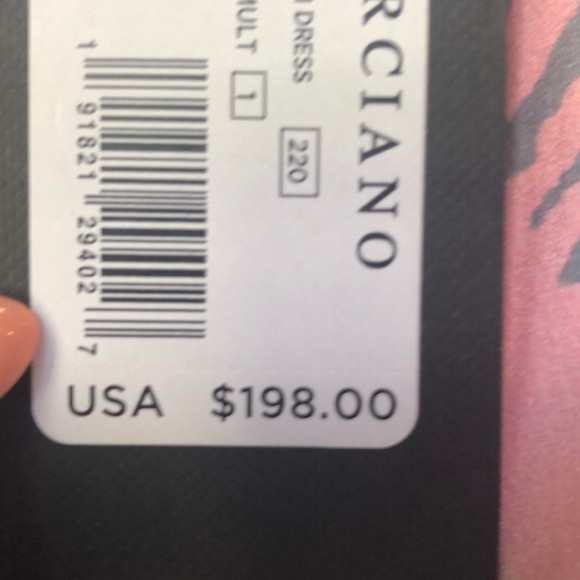 RCIANO
DRESS 220
MULT 1
1 91821 29402 7
USA $198.00